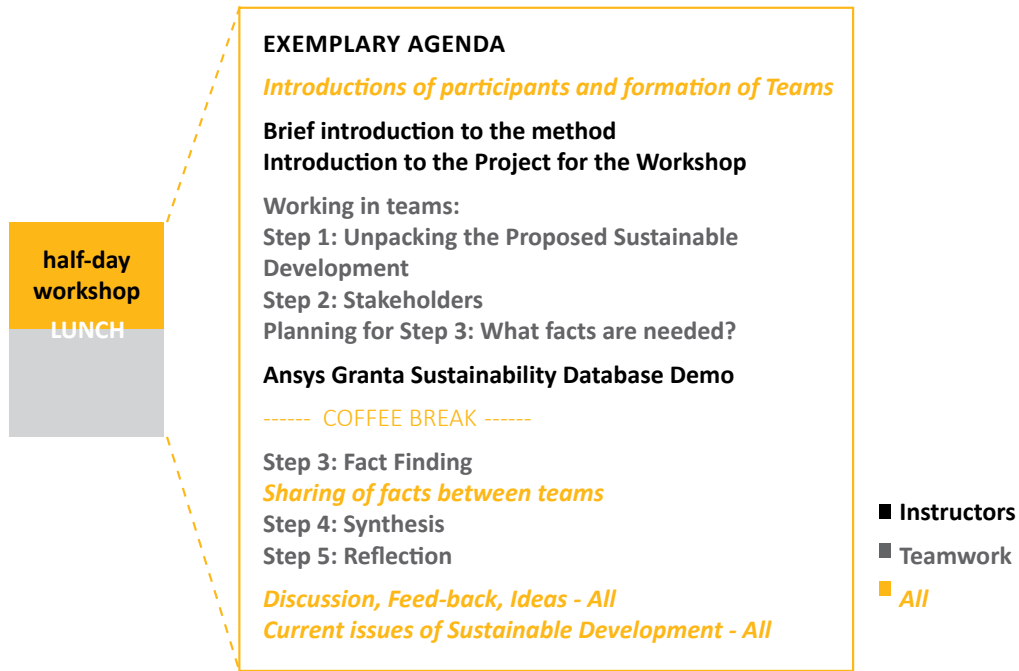 EXEMPLARY AGENDA
Introductions of participants and formation of Teams
Brief introduction to the method
Introduction to the Project for the Workshop
Working in teams:
Step 1: Unpacking the Proposed Sustainable
Development
Step 2: Stakeholders
Planning for Step 3: What facts are needed?
Ansys Granta Sustainability Database Demo
------ COFFEE BREAK ------
Step 3: Fact Finding
Sharing of facts between teams
Step 4: Synthesis
Step 5: Reflection
Discussion, Feed-back, Ideas - All
Current issues of Sustainable Development - All
half-day
workshop
LUNCH
Instructors
Teamwork
All